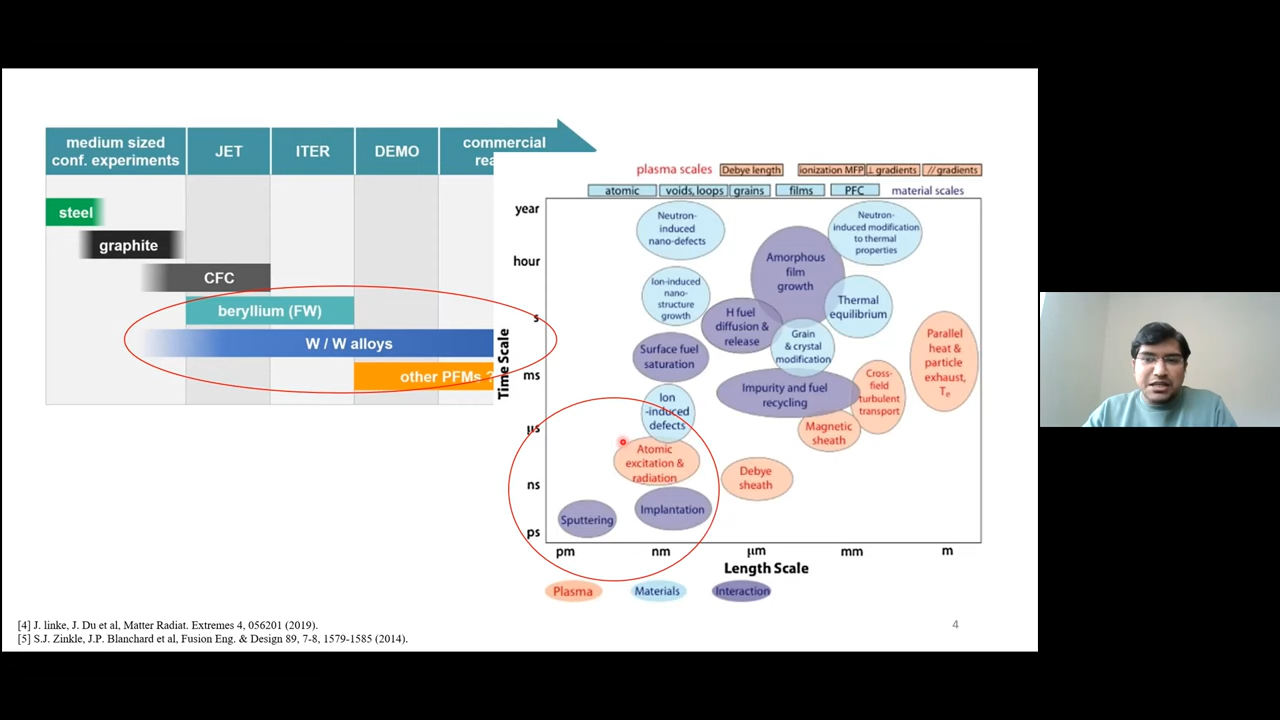 medium sized
conf. experiments
JET
ITER
DEMO
commercial
rea
steel
graphite
CFC
beryllium (FW)
W / W alloys
other PFMs ?
plasma scales
Debye length
ionization MFP
⊥ gradients
// gradients
atomic
voids, loops
grains
films
PFC
material scales
Time Scale
year
hour
s
ms
µs
ns
ps
Neutron-
induced
nano-defects
Neutron-
induced modification
to thermal
properties
Amorphous
film
growth
Ion-induced
nano-
structure
growth
Thermal
equilibrium
H fuel
diffusion &
release
Grain
& crystal
modification
Parallel
heat &
particle
exhaust,
Te
Surface fuel
saturation
Cross-
field
turbulent
transport
Impurity and fuel
recycling
Ion
-induced
defects
Magnetic
sheath
Atomic
excitation &
radiation
Debye
sheath
Implantation
Sputtering
pm
nm
µm
mm
m
Length Scale
Plasma
Materials
Interaction
[4] J. linke, J. Du et al, Matter Radiat. Extremes 4, 056201 (2019).
[5] S.J. Zinkle, J.P. Blanchard et al, Fusion Eng. & Design 89, 7-8, 1579-1585 (2014).
4